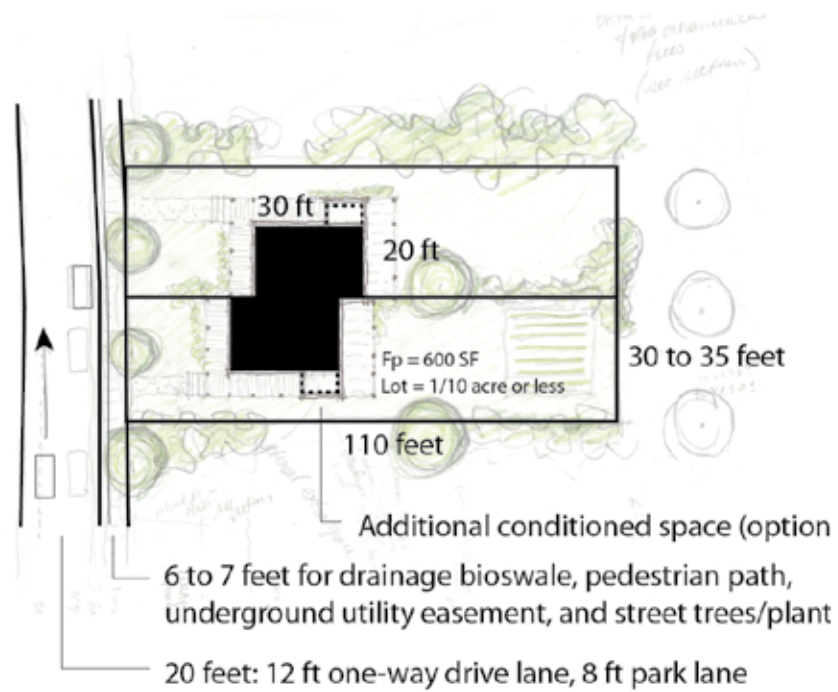 trees
30 ft
20 ft
Fp = 600 SF
Lot = 1/10 acre or less
30 to 35 feet
110 feet
Additional conditioned space (option
6 to 7 feet for drainage bioswale, pedestrian path,
underground utility easement, and street trees/plant
20 feet: 12 ft one-way drive lane, 8 ft park lane